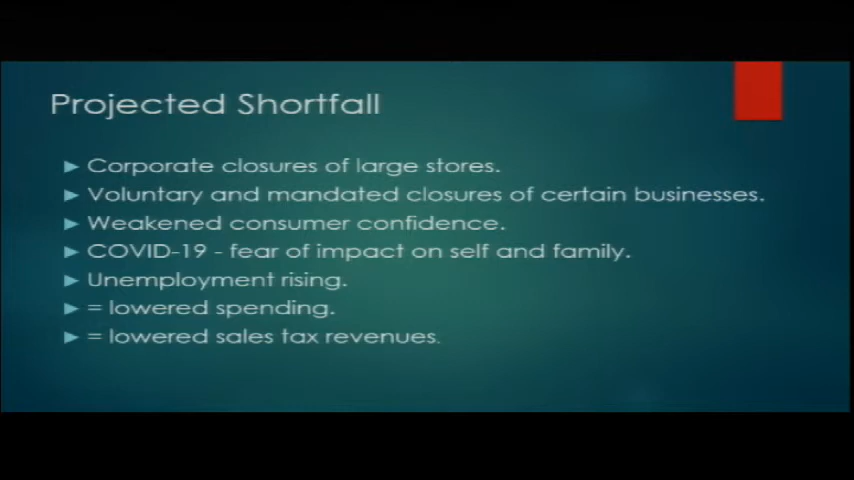 Projected Shortfall
Corporate closures of large stores.
Voluntary and mandated closures of certain businesses.
Weakened consumer confidence.
COVID-19 - fear of impact on self and family.
Unemployment rising.
= lowered spending.
= lowered sales tax revenues.